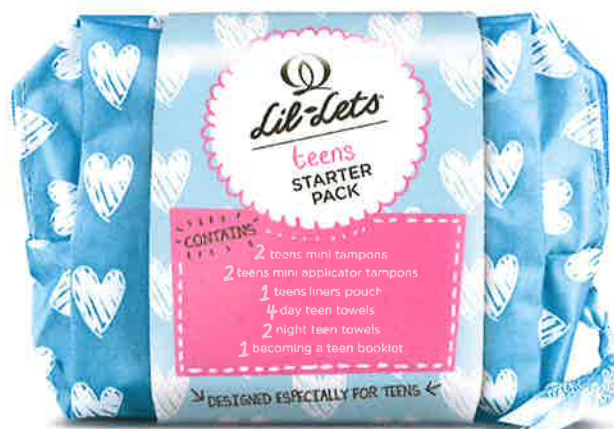 Lil-Lets
teens
STARTER
PACK
CONTAINS
2 teens mini tampons
2 teens mini applicator tampons
1 teens liners pouch
4 day teen towels
2 night teen towels
1 becoming a teen booklet
DESIGNED ESPECIALLY FOR TEENS